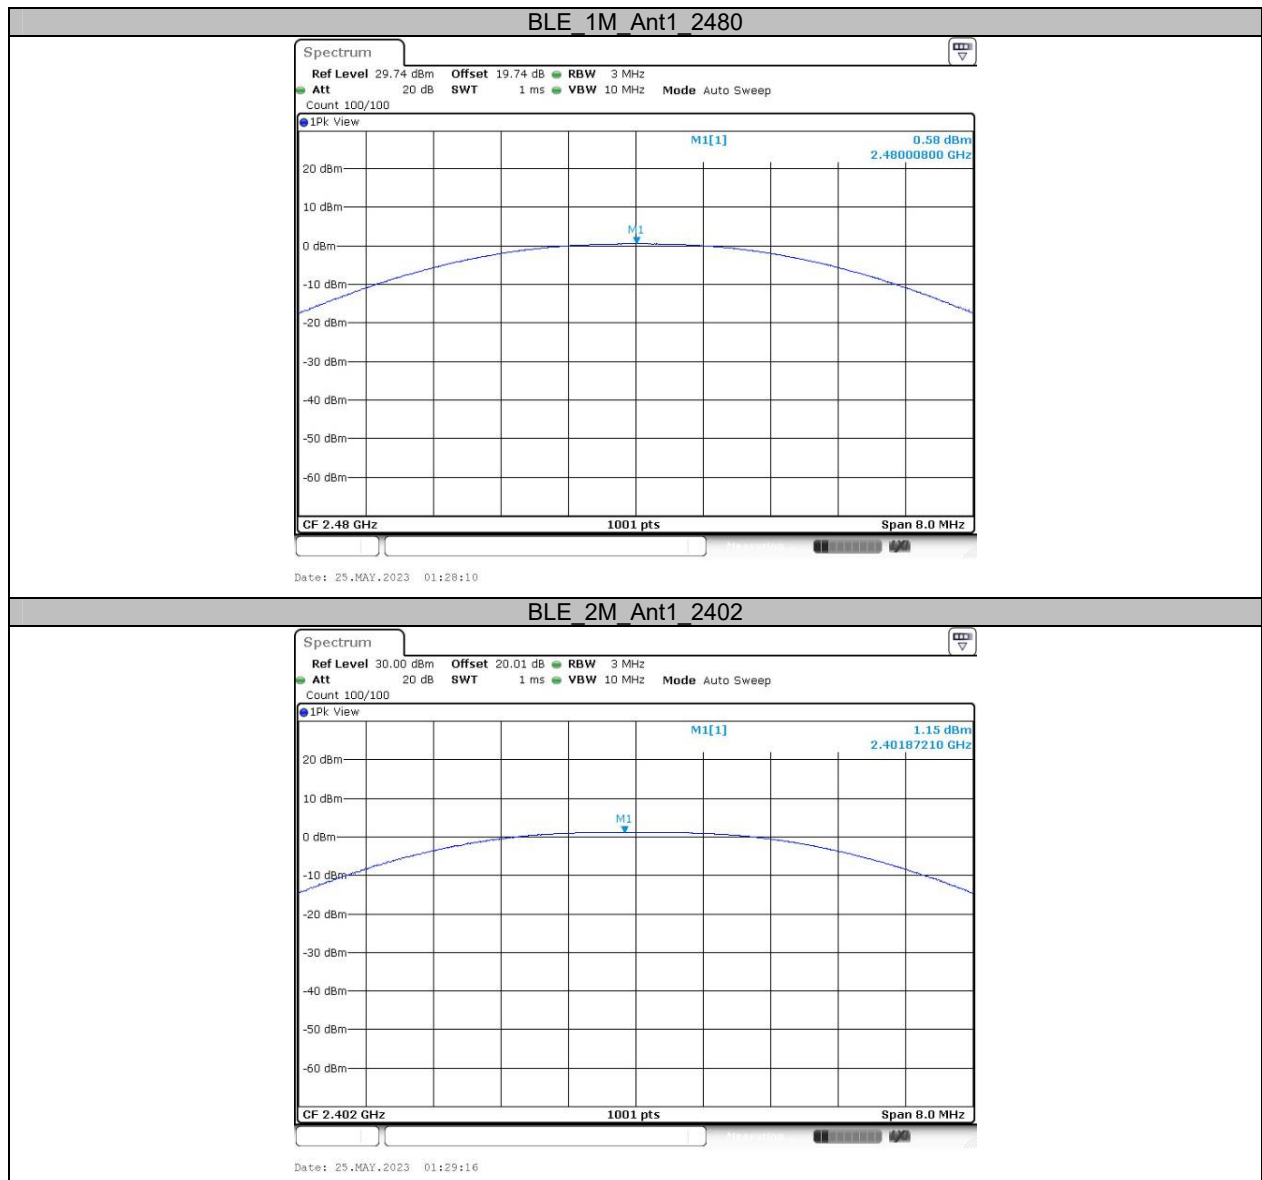 BLE_1M_Ant1_2480
Spectrum
Ref Level 29.74 dBm Offset 19.74 dB RBW 3 MHz
Att 20 dB SWT 1 ms VBW 10 MHz Mode Auto Sweep
Count 100/100
1Pk View
M1[1] 0.58 dBm
2.48000800 GHz
20 dBm
10 dBm
M1
0 dBm
-10 dBm
-20 dBm
-30 dBm
-40 dBm
-50 dBm
-60 dBm
CF 2.48 GHz 1001 pts Span 8.0 MHz
Date: 25.MAY.2023 01:28:10
BLE_2M_Ant1_2402
Spectrum
Ref Level 30.00 dBm Offset 20.01 dB RBW 3 MHz
Att 20 dB SWT 1 ms VBW 10 MHz Mode Auto Sweep
Count 100/100
1Pk View
M1[1] 1.15 dBm
2.40187210 GHz
20 dBm
10 dBm
M1
0 dBm
-10 dBm
-20 dBm
-30 dBm
-40 dBm
-50 dBm
-60 dBm
CF 2.402 GHz 1001 pts Span 8.0 MHz
Date: 25.MAY.2023 01:29:16